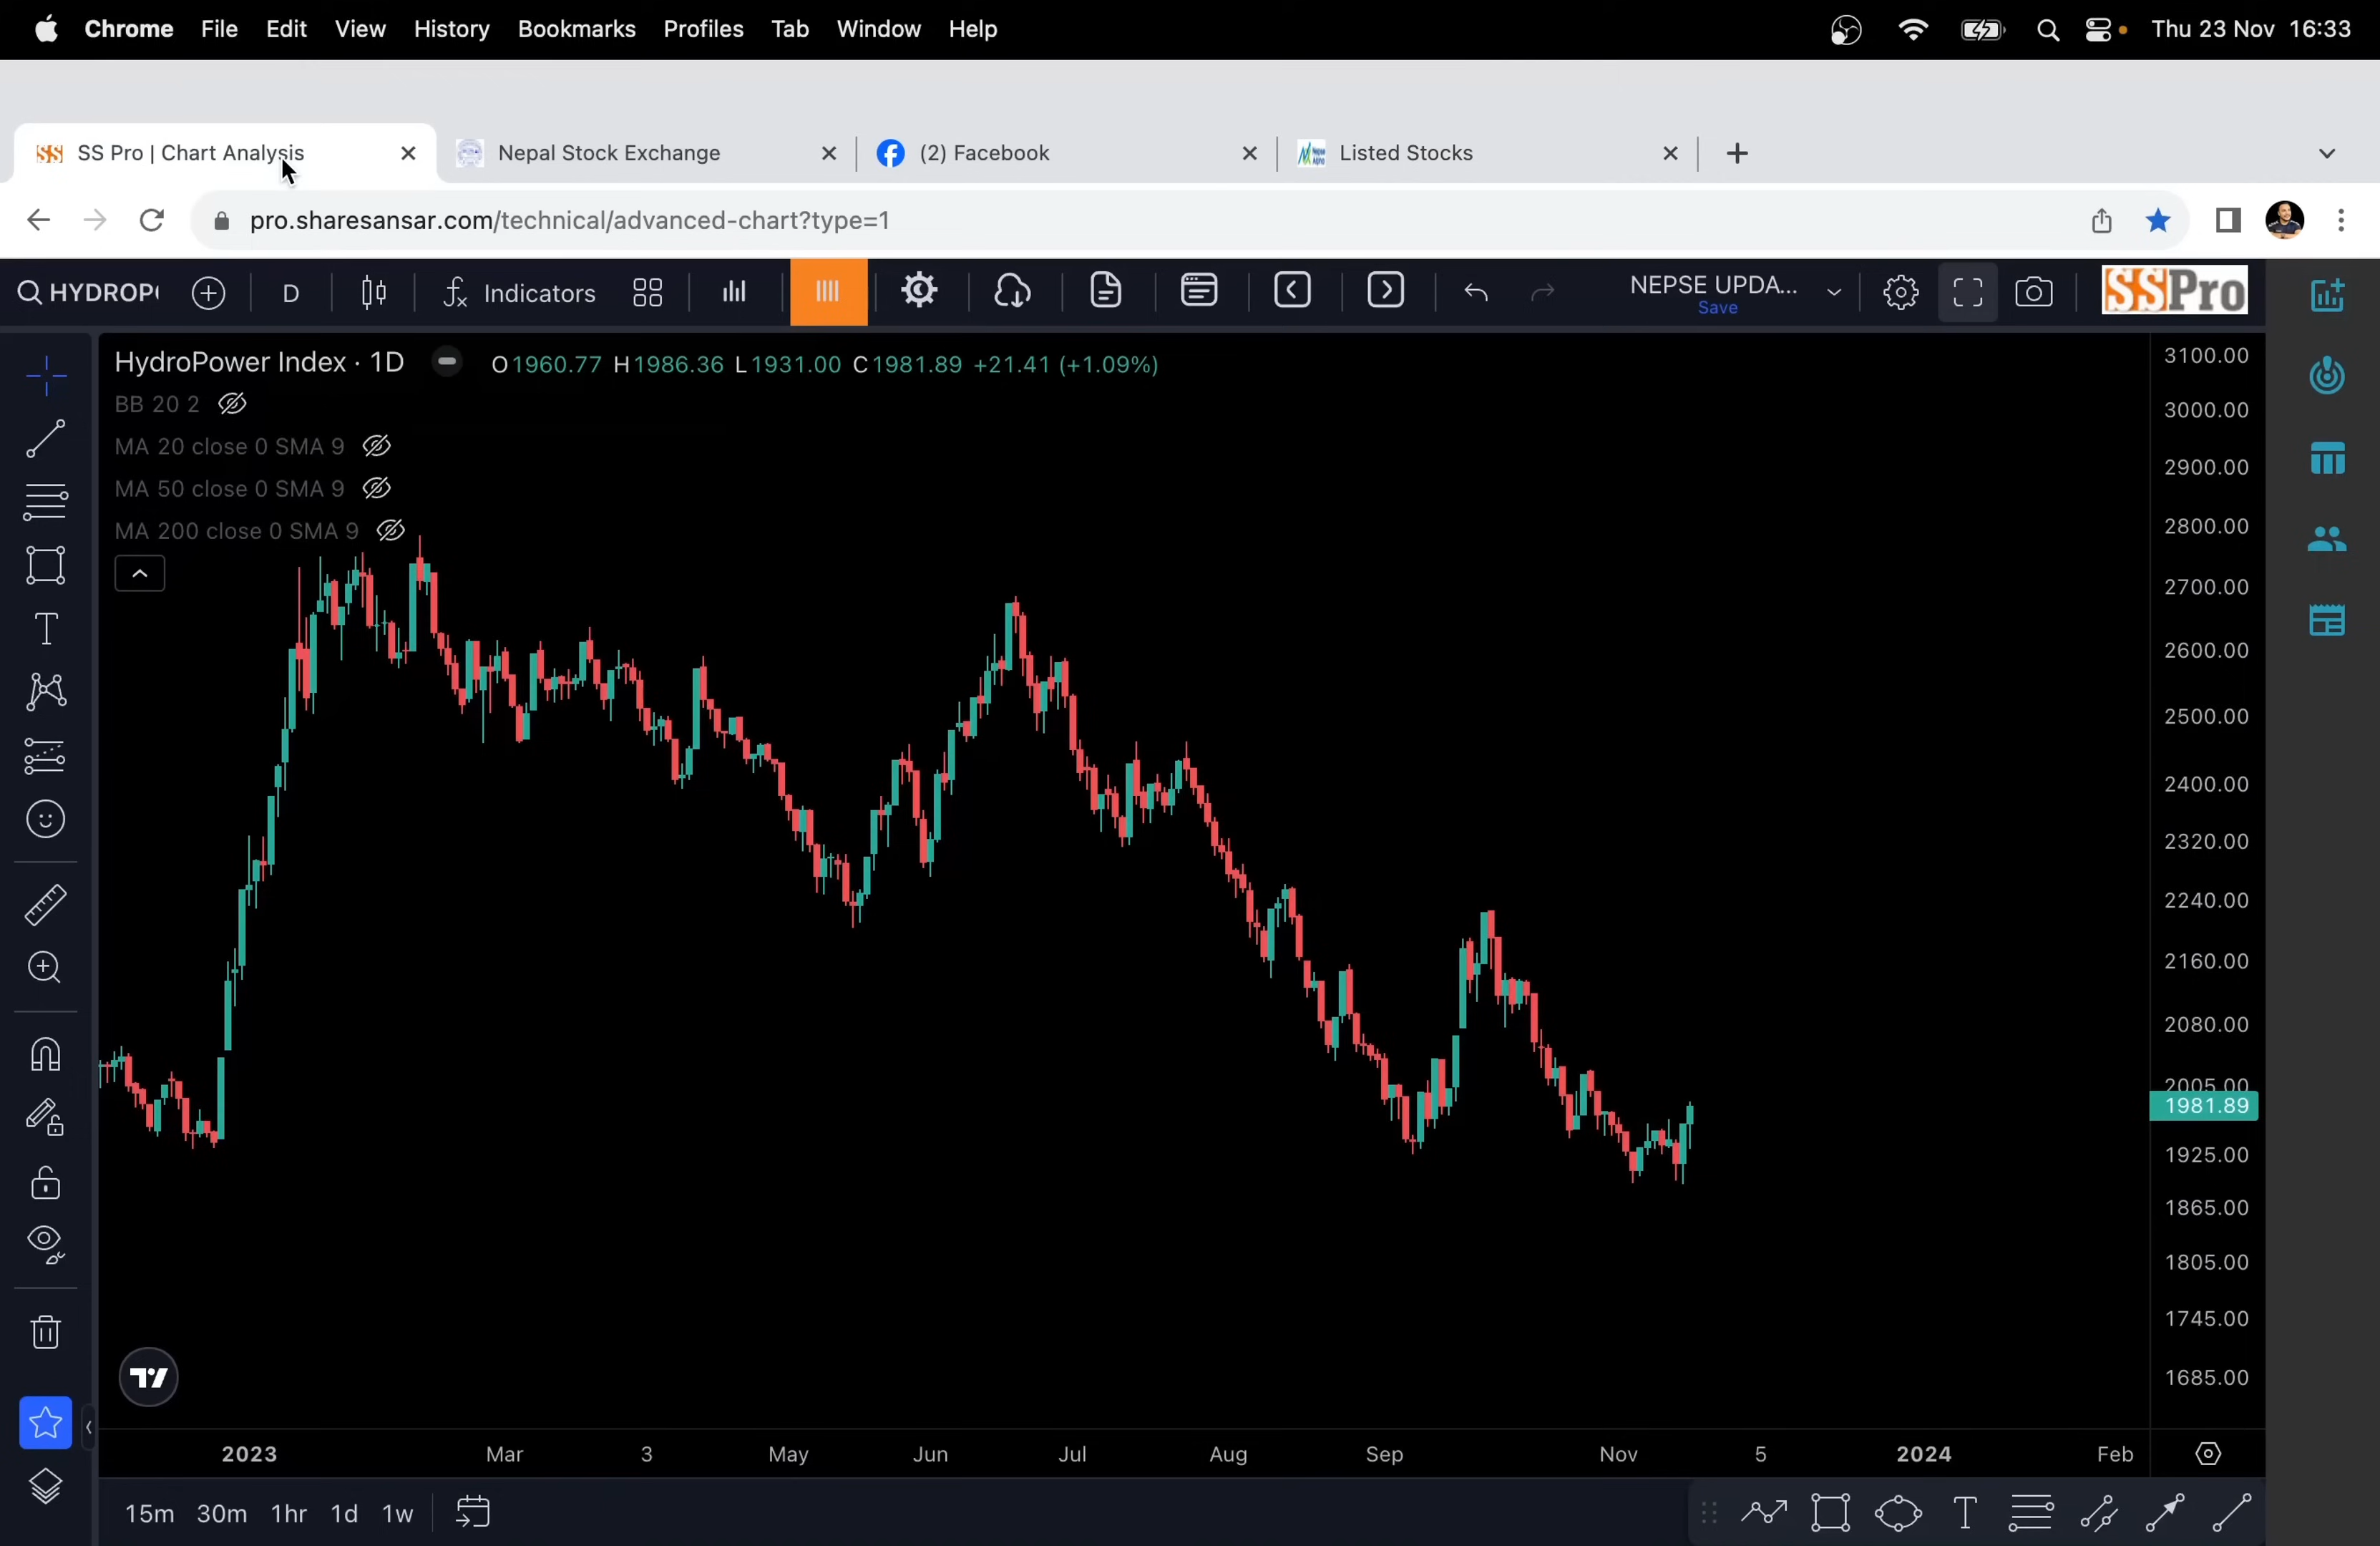 Chrome File Edit View History Bookmarks Profiles Tab Window Help Thu 23 Nov 16:33
SS Pro | Chart Analysis Nepal Stock Exchange (2) Facebook Listed Stocks
pro.sharesansar.com/technical/advanced-chart?type=1
HYDROP D Indicators NEPSE UPDA... Save SSPro
HydroPower Index · 1D O1960.77 H1986.36 L1931.00 C1981.89 +21.41 (+1.09%)
BB 20 2
MA 20 close 0 SMA 9
MA 50 close 0 SMA 9
MA 200 close 0 SMA 9
3100.00
3000.00
2900.00
2800.00
2700.00
2600.00
2500.00
2400.00
2320.00
2240.00
2160.00
2080.00
2005.00
1981.89
1925.00
1865.00
1805.00
1745.00
1685.00
2023 Mar 3 May Jun Jul Aug Sep Nov 5 2024 Feb
15m 30m 1hr 1d 1w